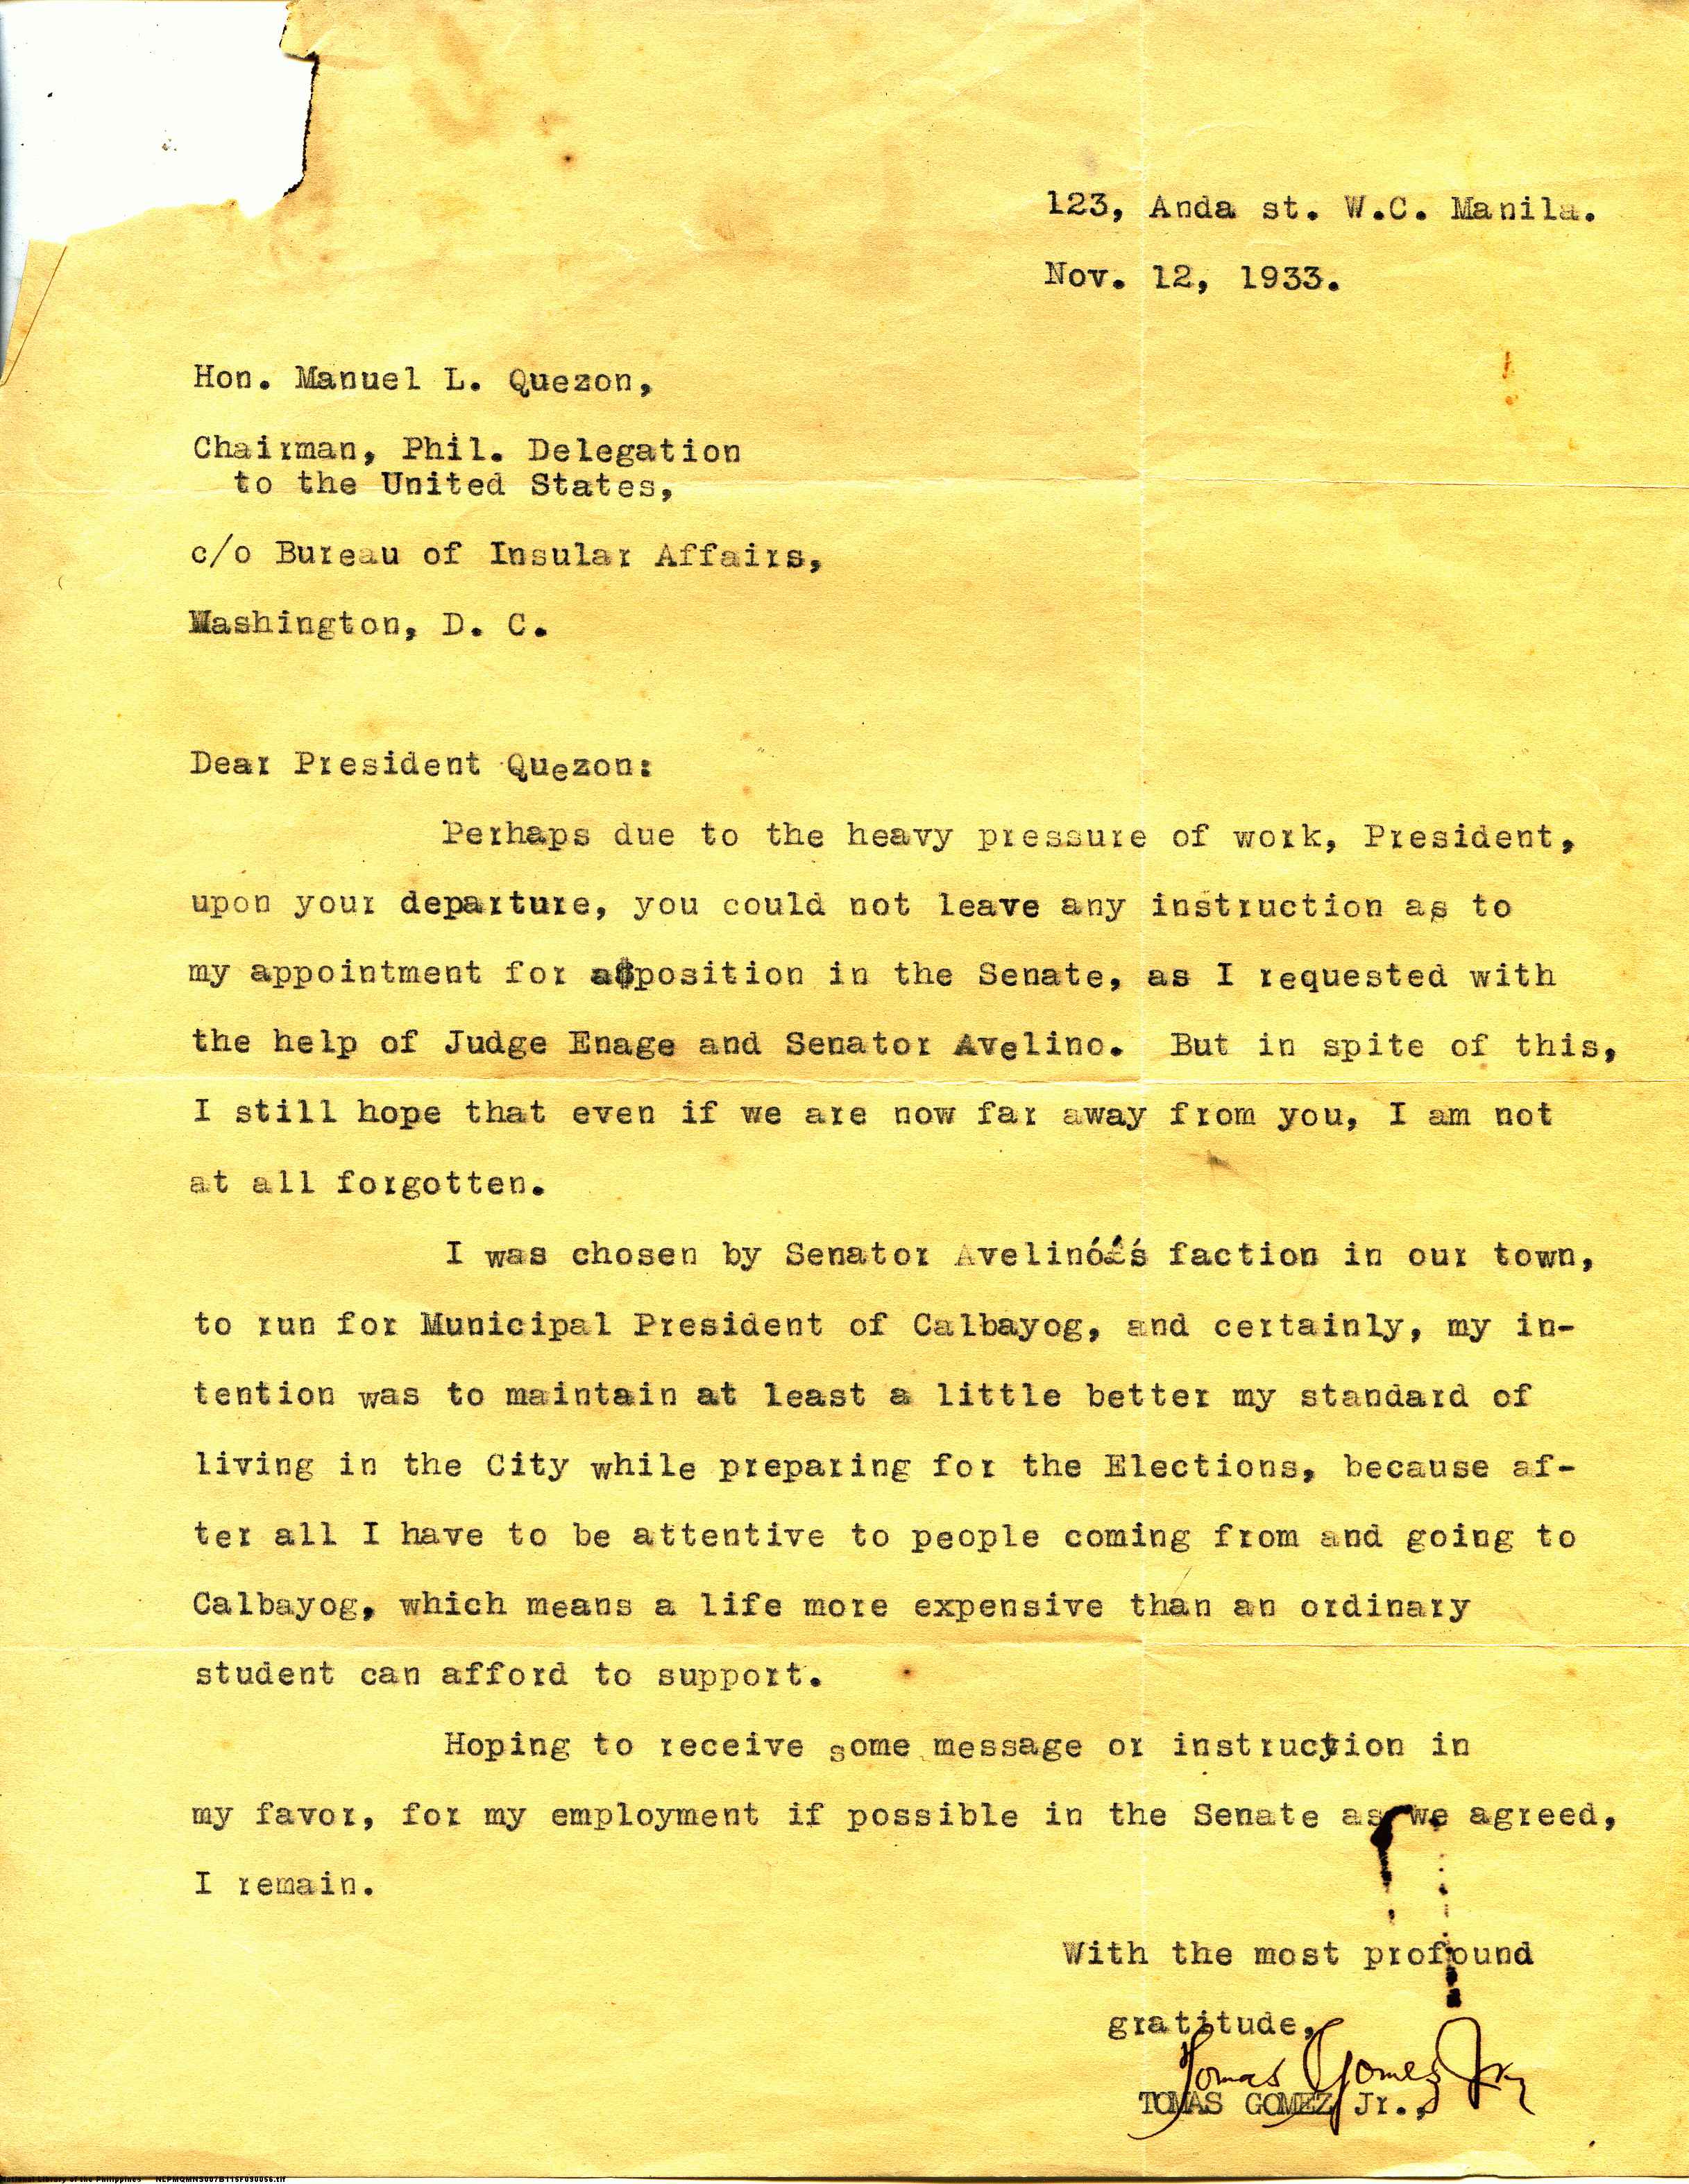 123, Anda st. W.C. Manila.
Nov. 12, 1933.
Hon. Manuel L. Quezon,
Chairman, Phil. Delegation
to the United States,
c/o Bureau of Insular Affairs,
Washington, D. C.
Dear President Quezon:
Perhaps due to the heavy pressure of work, President,
upon your departure, you could not leave any instruction as to
my appointment for a position in the Senate, as I requested with
the help of Judge Enage and Senator Avelino. But in spite of this,
I still hope that even if we are now far away from you, I am not
at all forgotten.
I was chosen by Senator Avelino's faction in our town,
to run for Municipal President of Calbayog, and certainly, my in-
tention was to maintain at least a little better my standard of
living in the City while preparing for the Elections, because af-
ter all I have to be attentive to people coming from and going to
Calbayog, which means a life more expensive than an ordinary
student can afford to support.
Hoping to receive some message or instruction in
my favor, for my employment if possible in the Senate as we agreed,
I remain.
With the most profound
gratitude,
Tomas Gomez Jr.
TOMAS GOMEZ Jr.,
National Library of the Philippines